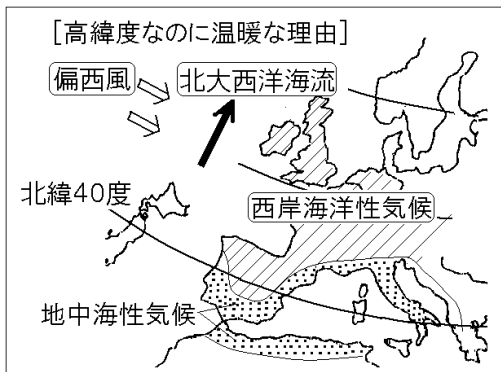 [高緯度なのに温暖な理由]
偏西風
北大西洋海流
北緯40度
西岸海洋性気候
地中海性気候